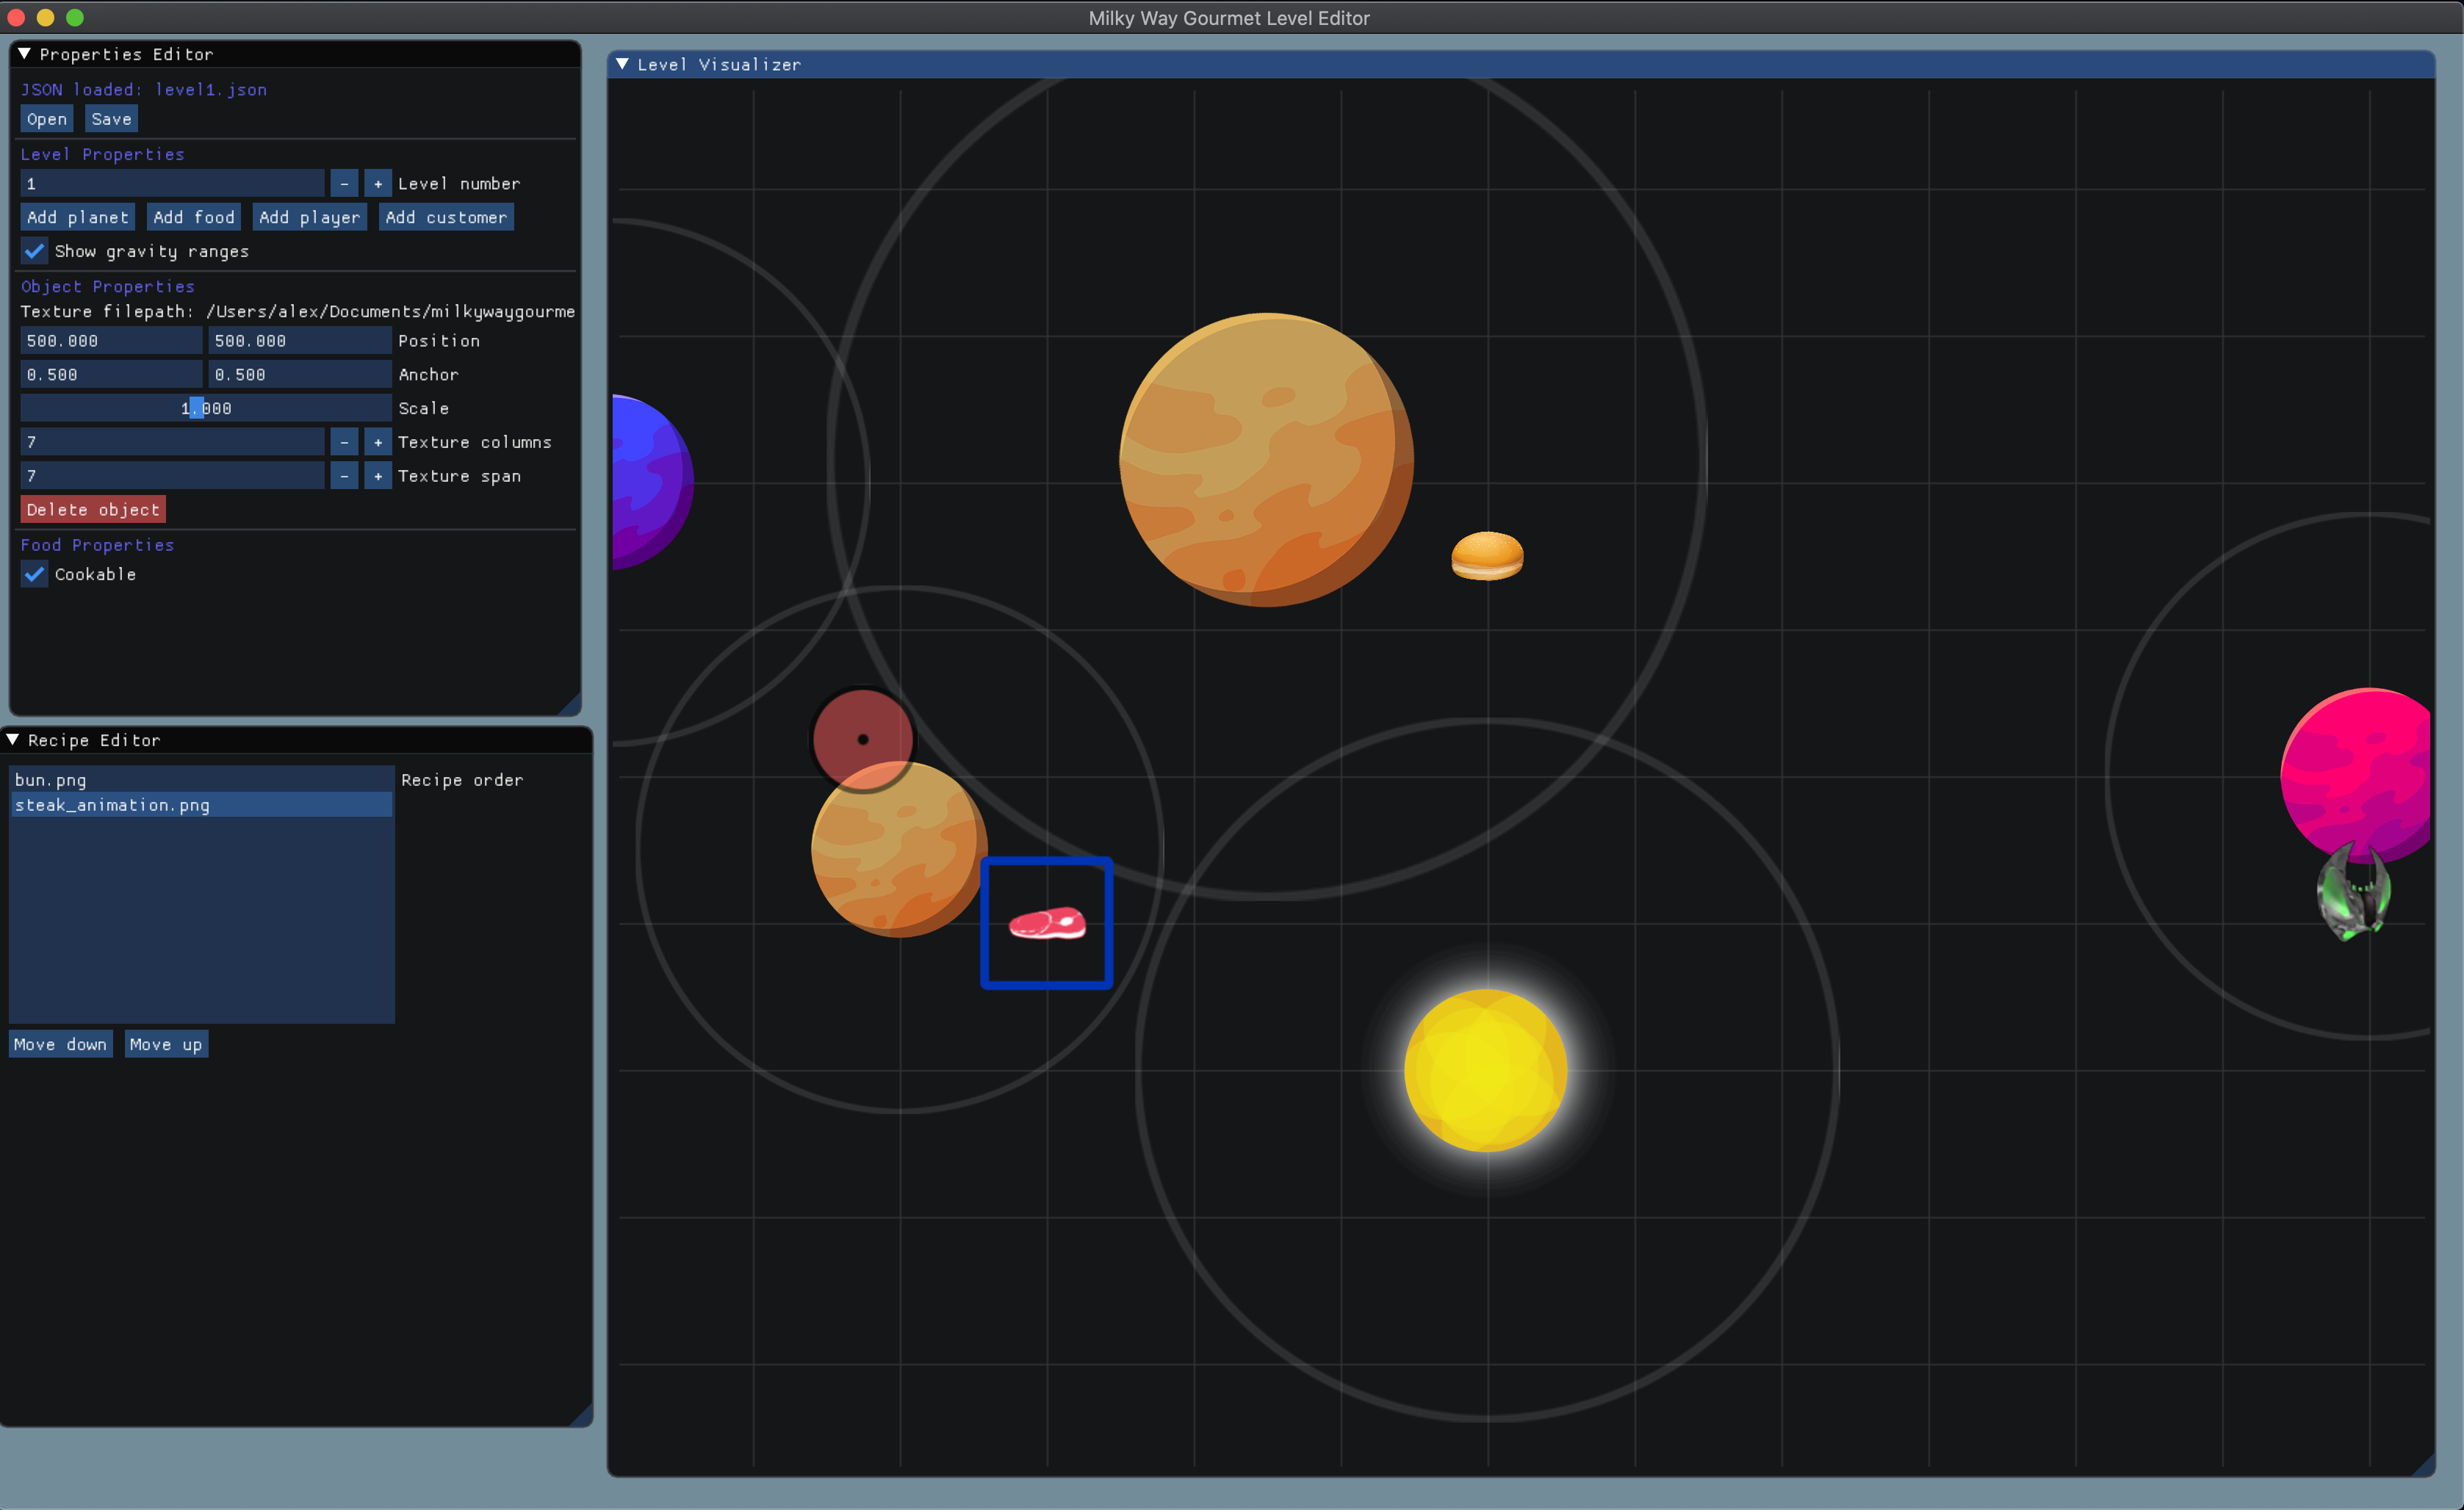 Milky Way Gourmet Level Editor
Properties Editor
JSON loaded: level1.json
Open Save
Level Properties
1 - + Level number
Add planet Add food Add player Add customer
Show gravity ranges
Object Properties
Texture filepath: /Users/alex/Documents/milkywaygourme
500.000 500.000 Position
0.500 0.500 Anchor
1.000 Scale
7 - + Texture columns
7 - + Texture span
Delete object
Food Properties
Cookable
Recipe Editor
bun.png Recipe order
steak_animation.png
Move down Move up
Level Visualizer